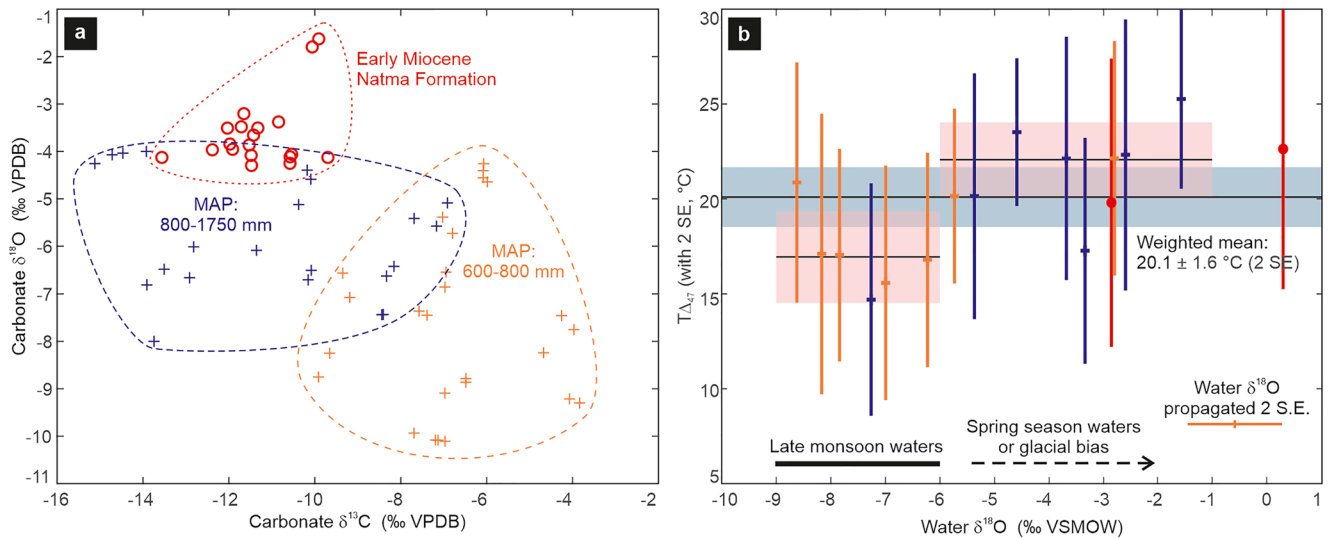 a
-1
-2
-3
-4
-5
-6
-7
-8
-9
-10
-11
Carbonate δ¹⁸O (‰ VPDB)
Early Miocene
Natma Formation
MAP:
800-1750 mm
MAP:
600-800 mm
-16
-14
-12
-10
-8
-6
-4
-2
Carbonate δ¹³C (‰ VPDB)
b
30
25
20
15
10
5
TΔ₄₇ (with 2 SE, °C)
Weighted mean:
20.1 ± 1.6 °C (2 SE)
Water δ¹⁸O
propagated 2 S.E.
Late monsoon waters
Spring season waters
or glacial bias
-10
-9
-8
-7
-6
-5
-4
-3
-2
-1
0
1
Water δ¹⁸O (‰ VSMOW)